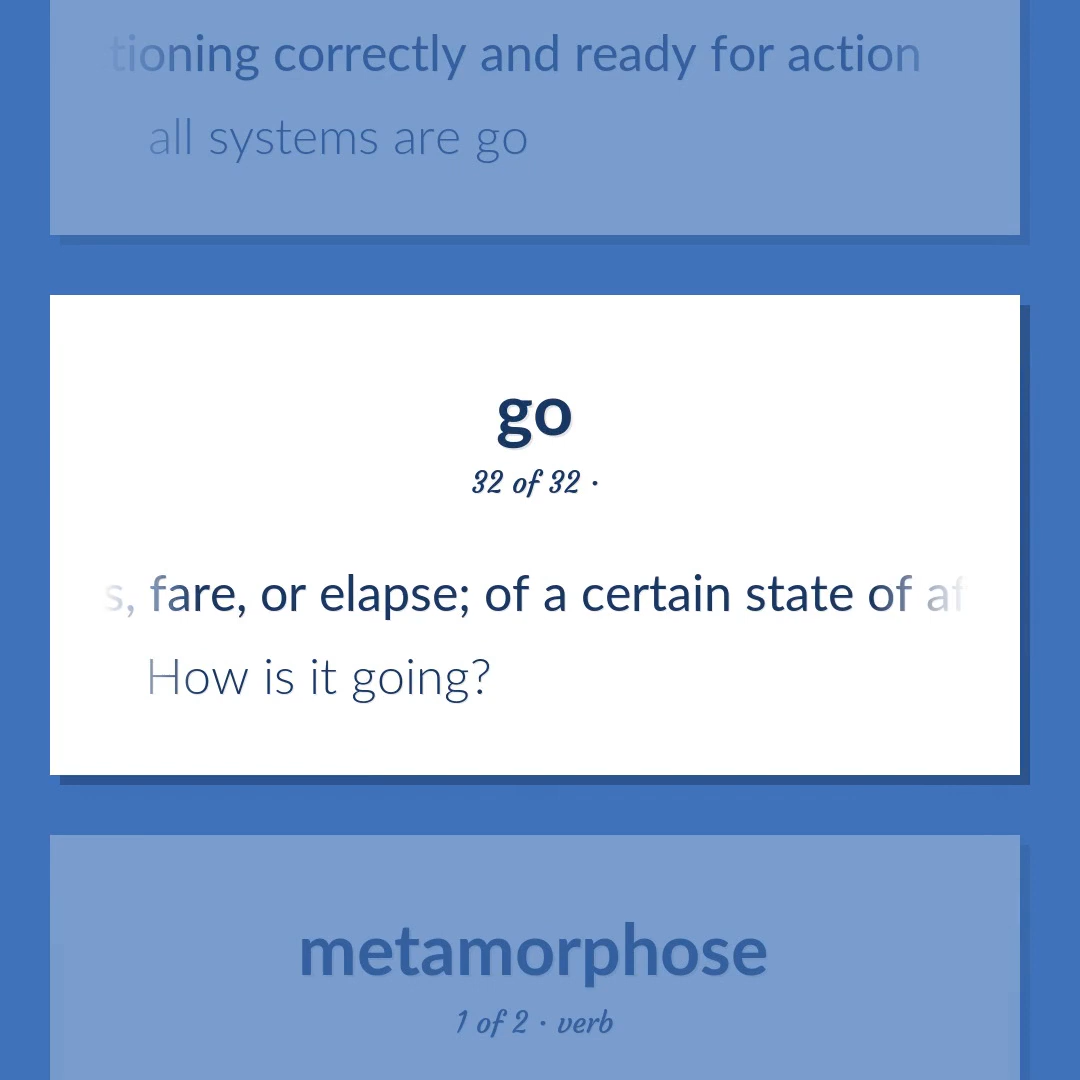 tioning correctly and ready for action
all systems are go
go
32 of 32 ·
s, fare, or elapse; of a certain state of af
How is it going?
metamorphose
1 of 2 · verb